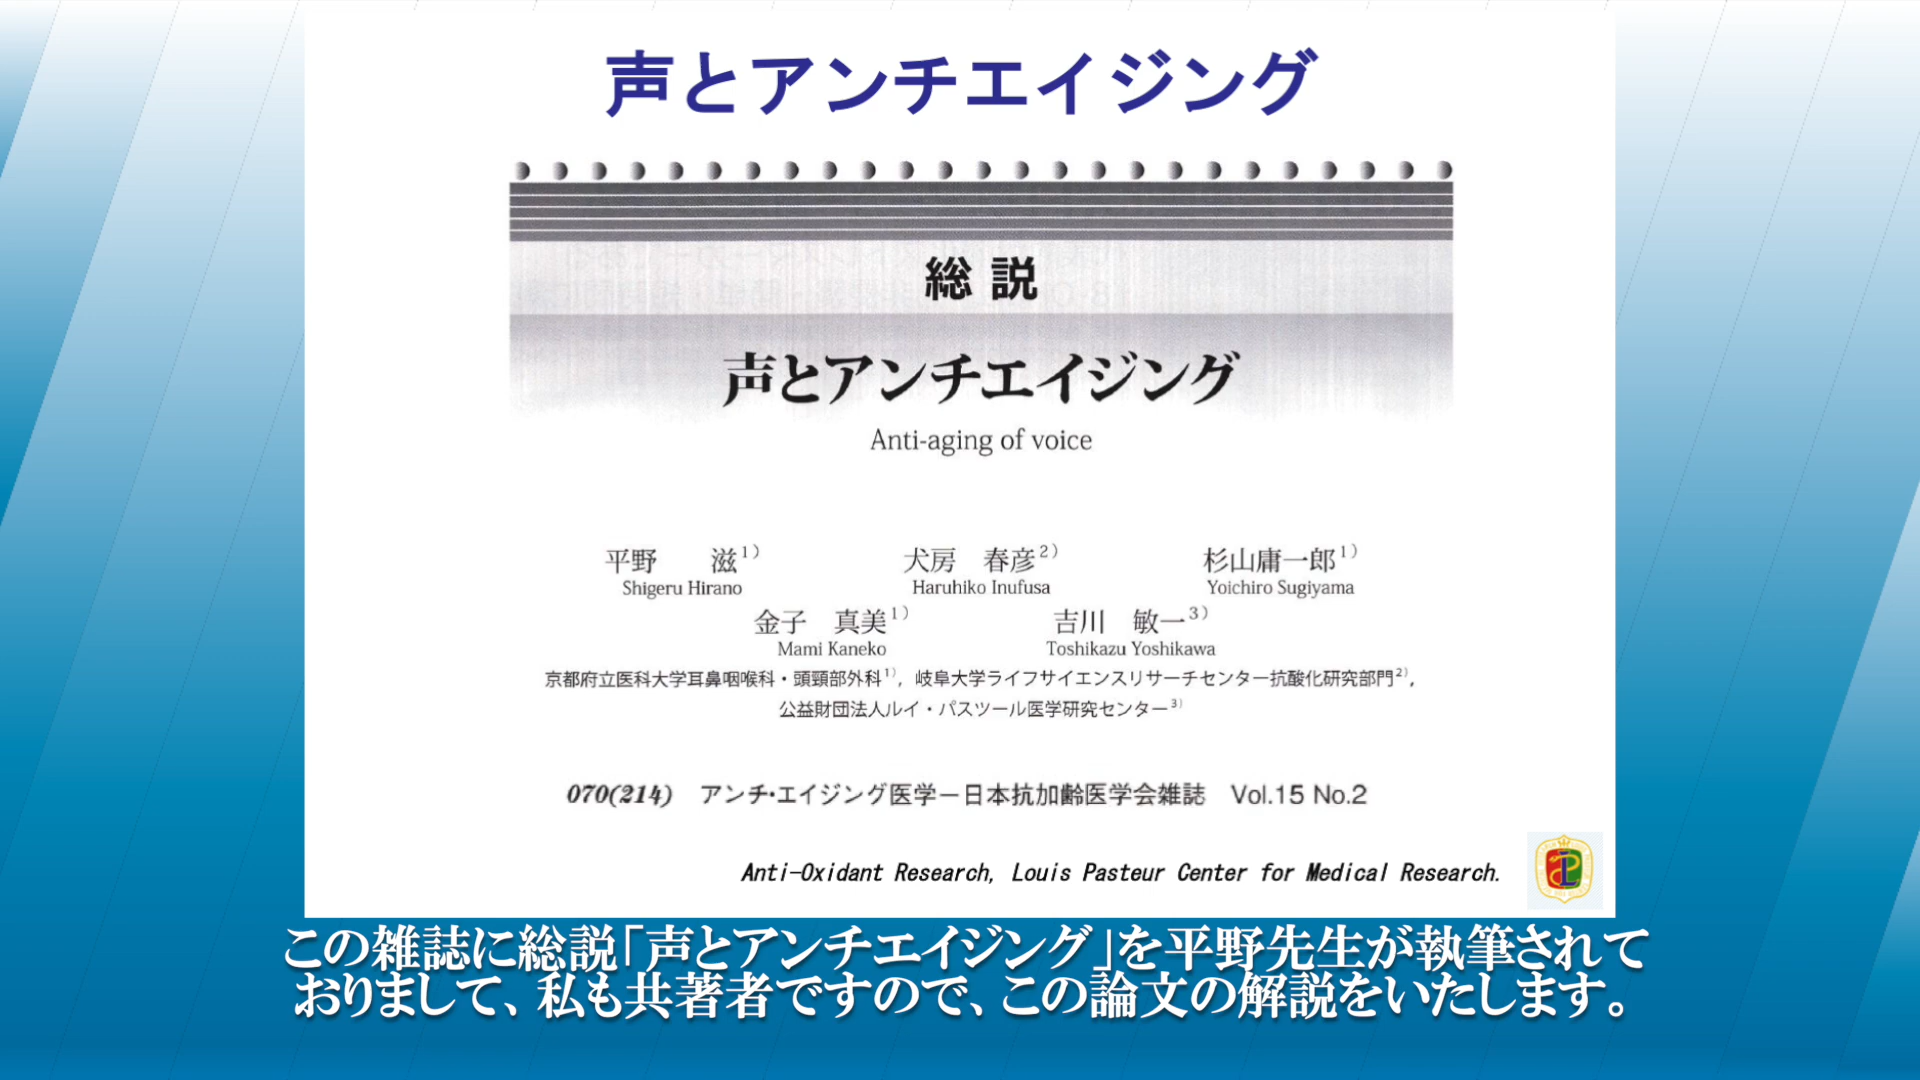 声とアンチエイジング
総説
声とアンチエイジング
Anti-aging of voice
平野 滋1) 犬房 春彦2) 杉山庸一郎1)
Shigeru Hirano Haruhiko Inufusa Yoichiro Sugiyama
金子 真美1) 吉川 敏一3)
Mami Kaneko Toshikazu Yoshikawa
京都府立医科大学耳鼻咽喉科・頭頸部外科1)，岐阜大学ライフサイエンスリサーチセンター抗酸化研究部門2)，
公益財団法人ルイ・パスツール医学研究センター3)
070(214) アンチ・エイジング医学－日本抗加齢医学会雑誌 Vol.15 No.2
Anti-Oxidant Research, Louis Pasteur Center for Medical Research.
この雑誌に総説「声とアンチエイジング」を平野先生が執筆されて
おりまして、私も共著者ですので、この論文の解説をいたします。